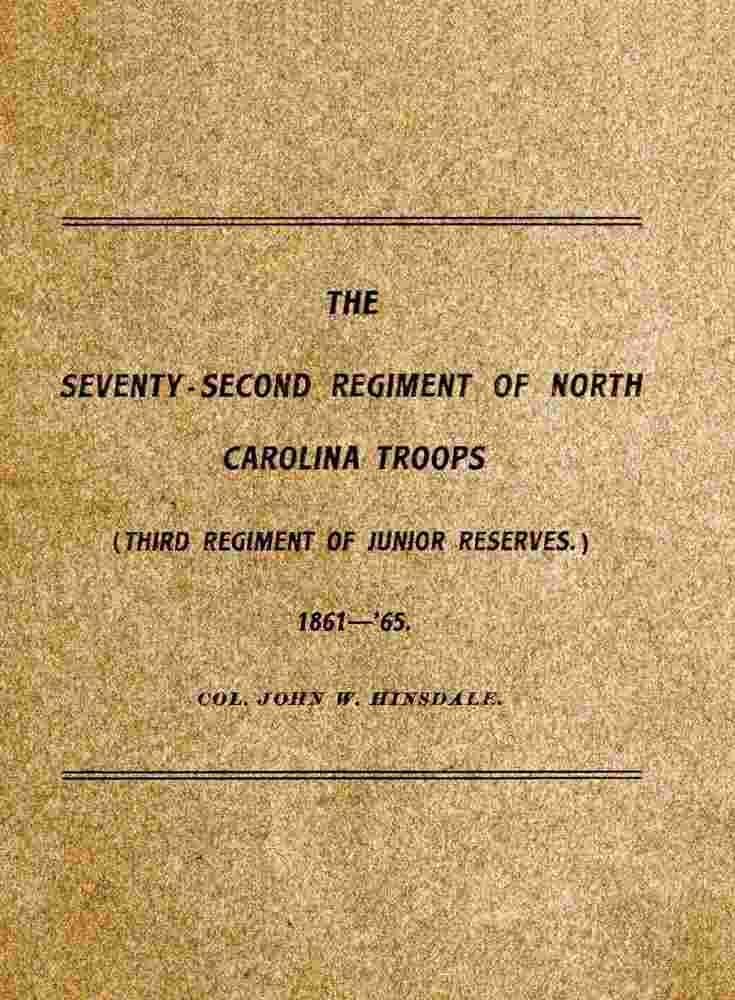 THE
SEVENTY-SECOND REGIMENT OF NORTH
CAROLINA TROOPS
(THIRD REGIMENT OF JUNIOR RESERVES.)
1861—'65.
COL. JOHN W. HINSDALE.